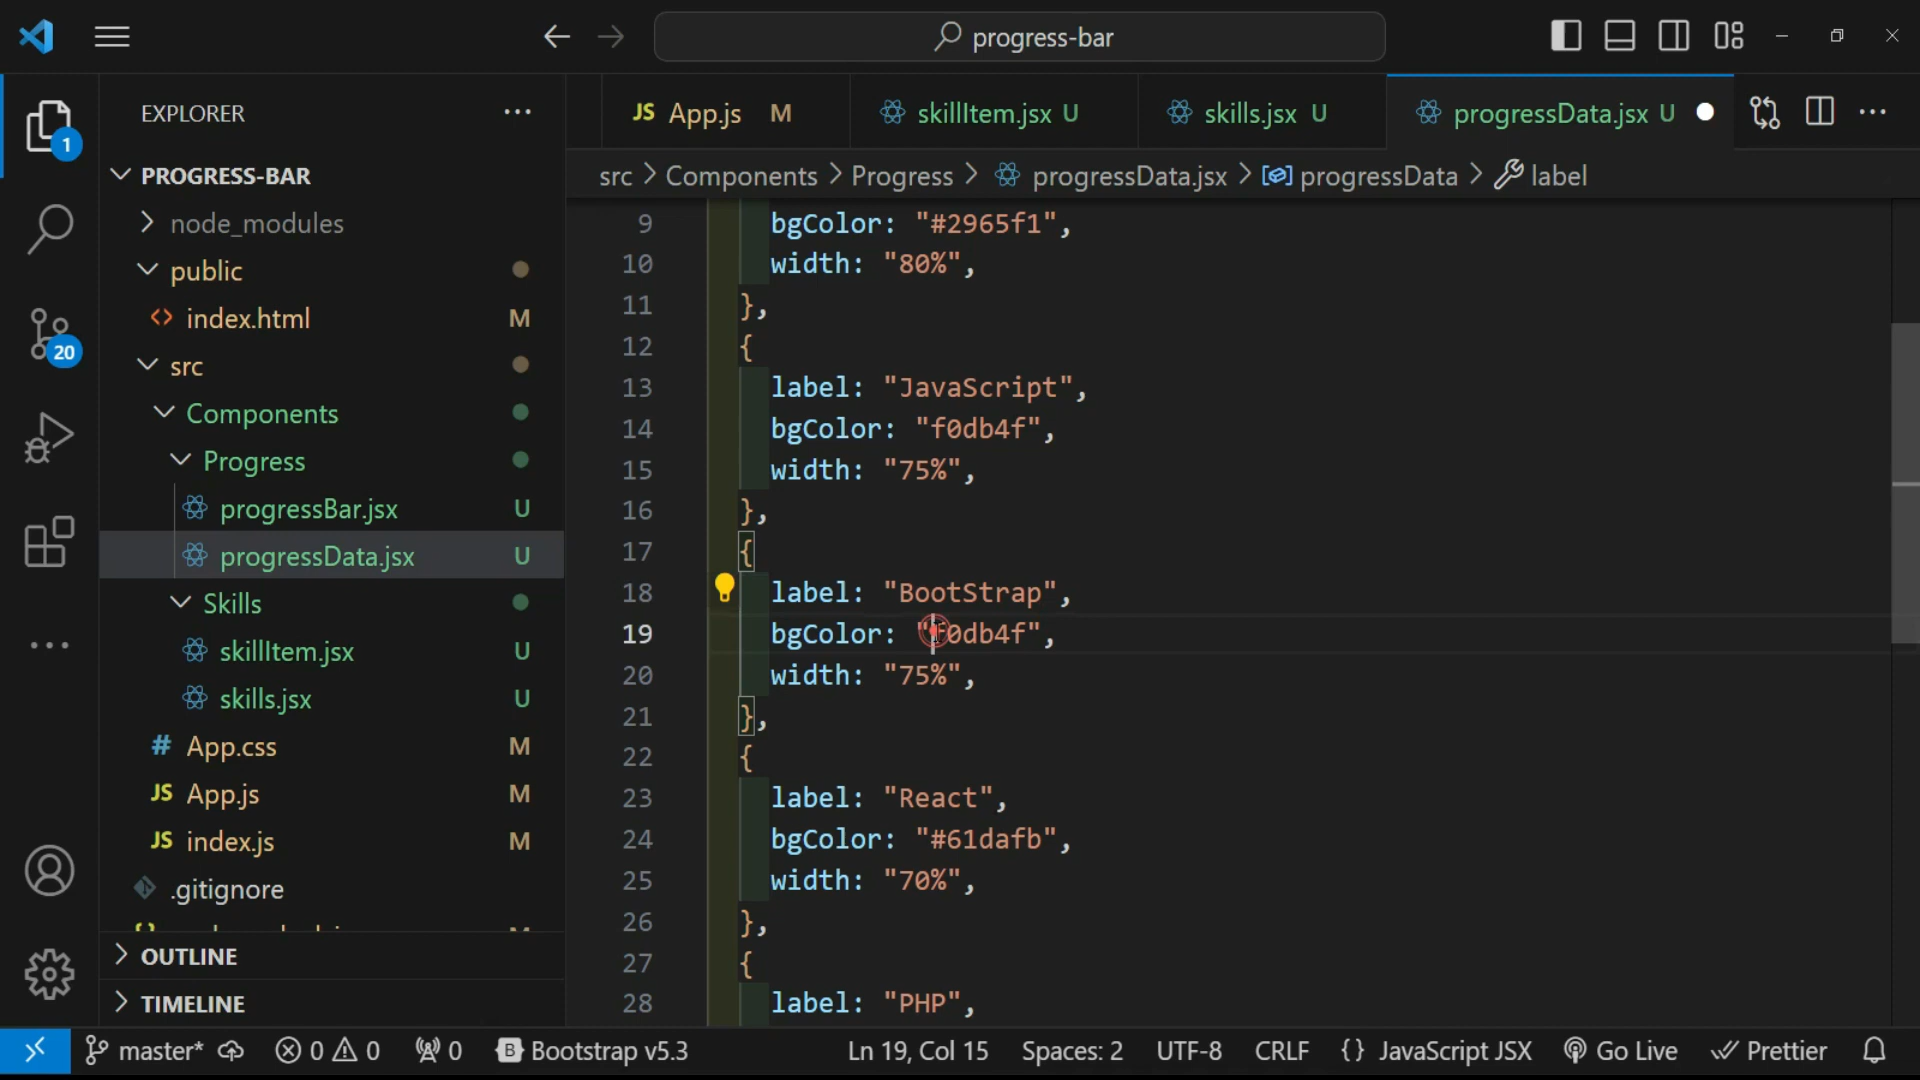 progress-bar
EXPLORER
PROGRESS-BAR
node_modules
public
index.html M
src
Components
Progress
progressBar.jsx U
progressData.jsx U
Skills
skillItem.jsx U
skills.jsx U
App.css M
App.js M
index.js M
.gitignore
OUTLINE
TIMELINE
1
20
JS App.js M
skillItem.jsx U
skills.jsx U
progressData.jsx U
src > Components > Progress > progressData.jsx > progressData > label
9 bgColor: "#2965f1",
10 width: "80%",
11 },
12 {
13 label: "JavaScript",
14 bgColor: "f0db4f",
15 width: "75%",
16 },
17 {
18 label: "BootStrap",
19 bgColor: "f0db4f",
20 width: "75%",
21 },
22 {
23 label: "React",
24 bgColor: "#61dafb",
25 width: "70%",
26 },
27 {
28 label: "PHP",
master* 0 0 0 B Bootstrap v5.3 Ln 19, Col 15 Spaces: 2 UTF-8 CRLF {} JavaScript JSX Go Live Prettier